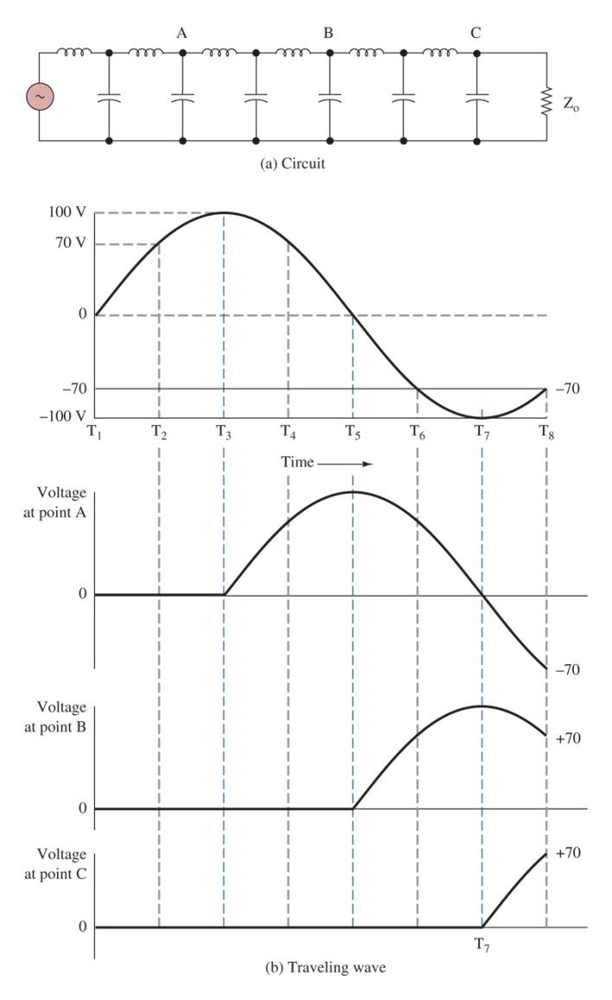 A B C
~
Zo
(a) Circuit
100 V
70 V
0
–70 –70
–100 V
T1 T2 T3 T4 T5 T6 T7 T8
Time
Voltage
at point A
0
–70
Voltage
at point B
+70
0
Voltage
at point C
+70
0
T7
(b) Traveling wave